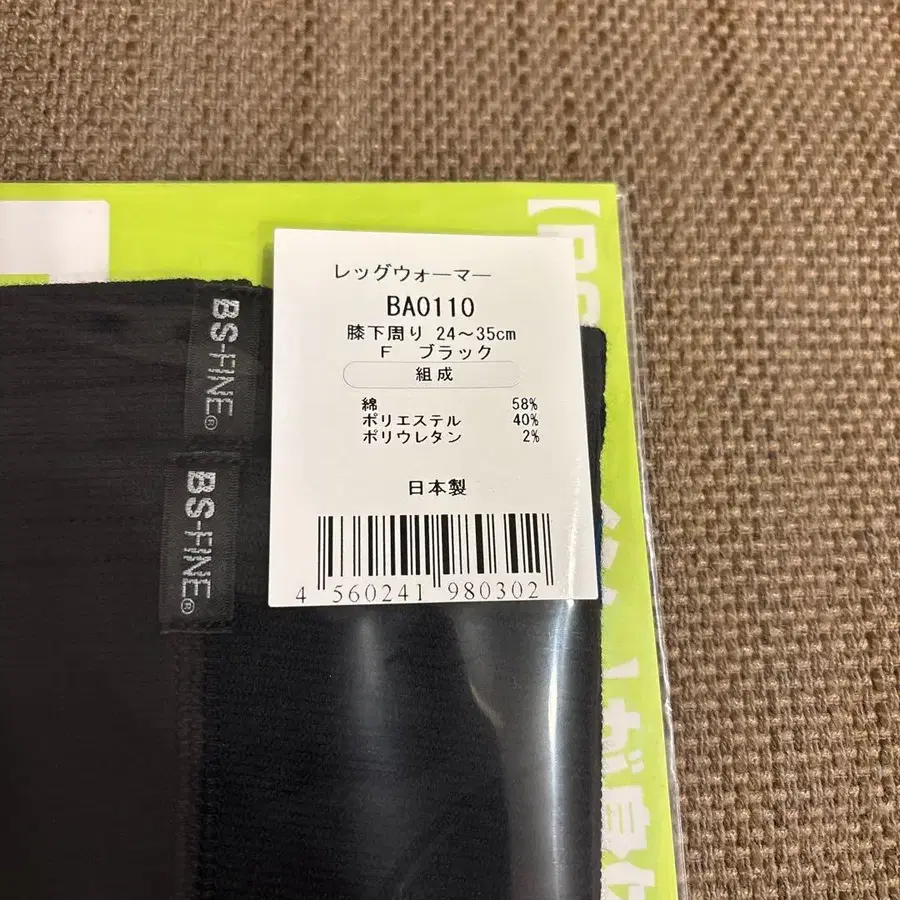 レッグウォーマー
BA0110
膝下周り 24～35cm
F ブラック
組成
綿 58%
ポリエステル 40%
ポリウレタン 2%
日本製
4 560241 980302
BS-FINE®
BS-FINE®